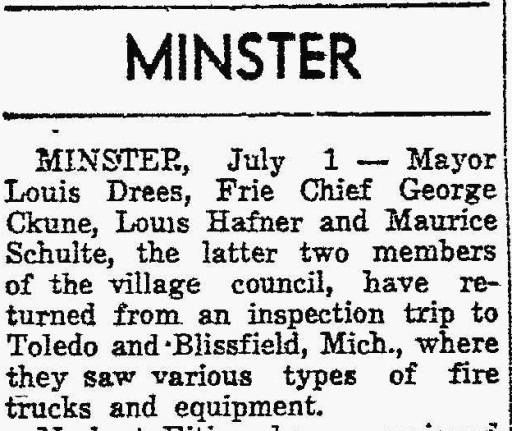 MINSTER
MINSTER, July 1 — Mayor
Louis Drees, Frie Chief George
Ckune, Louis Hafner and Maurice
Schulte, the latter two members
of the village council, have re-
turned from an inspection trip to
Toledo and Blissfield, Mich., where
they saw various types of fire
trucks and equipment.